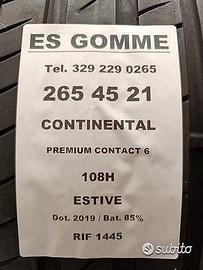 ES GOMME
Tel. 329 229 0265
265 45 21
CONTINENTAL
PREMIUM CONTACT 6
108H
ESTIVE
Dot. 2019 / Bat. 85%
RIF 1445
subito